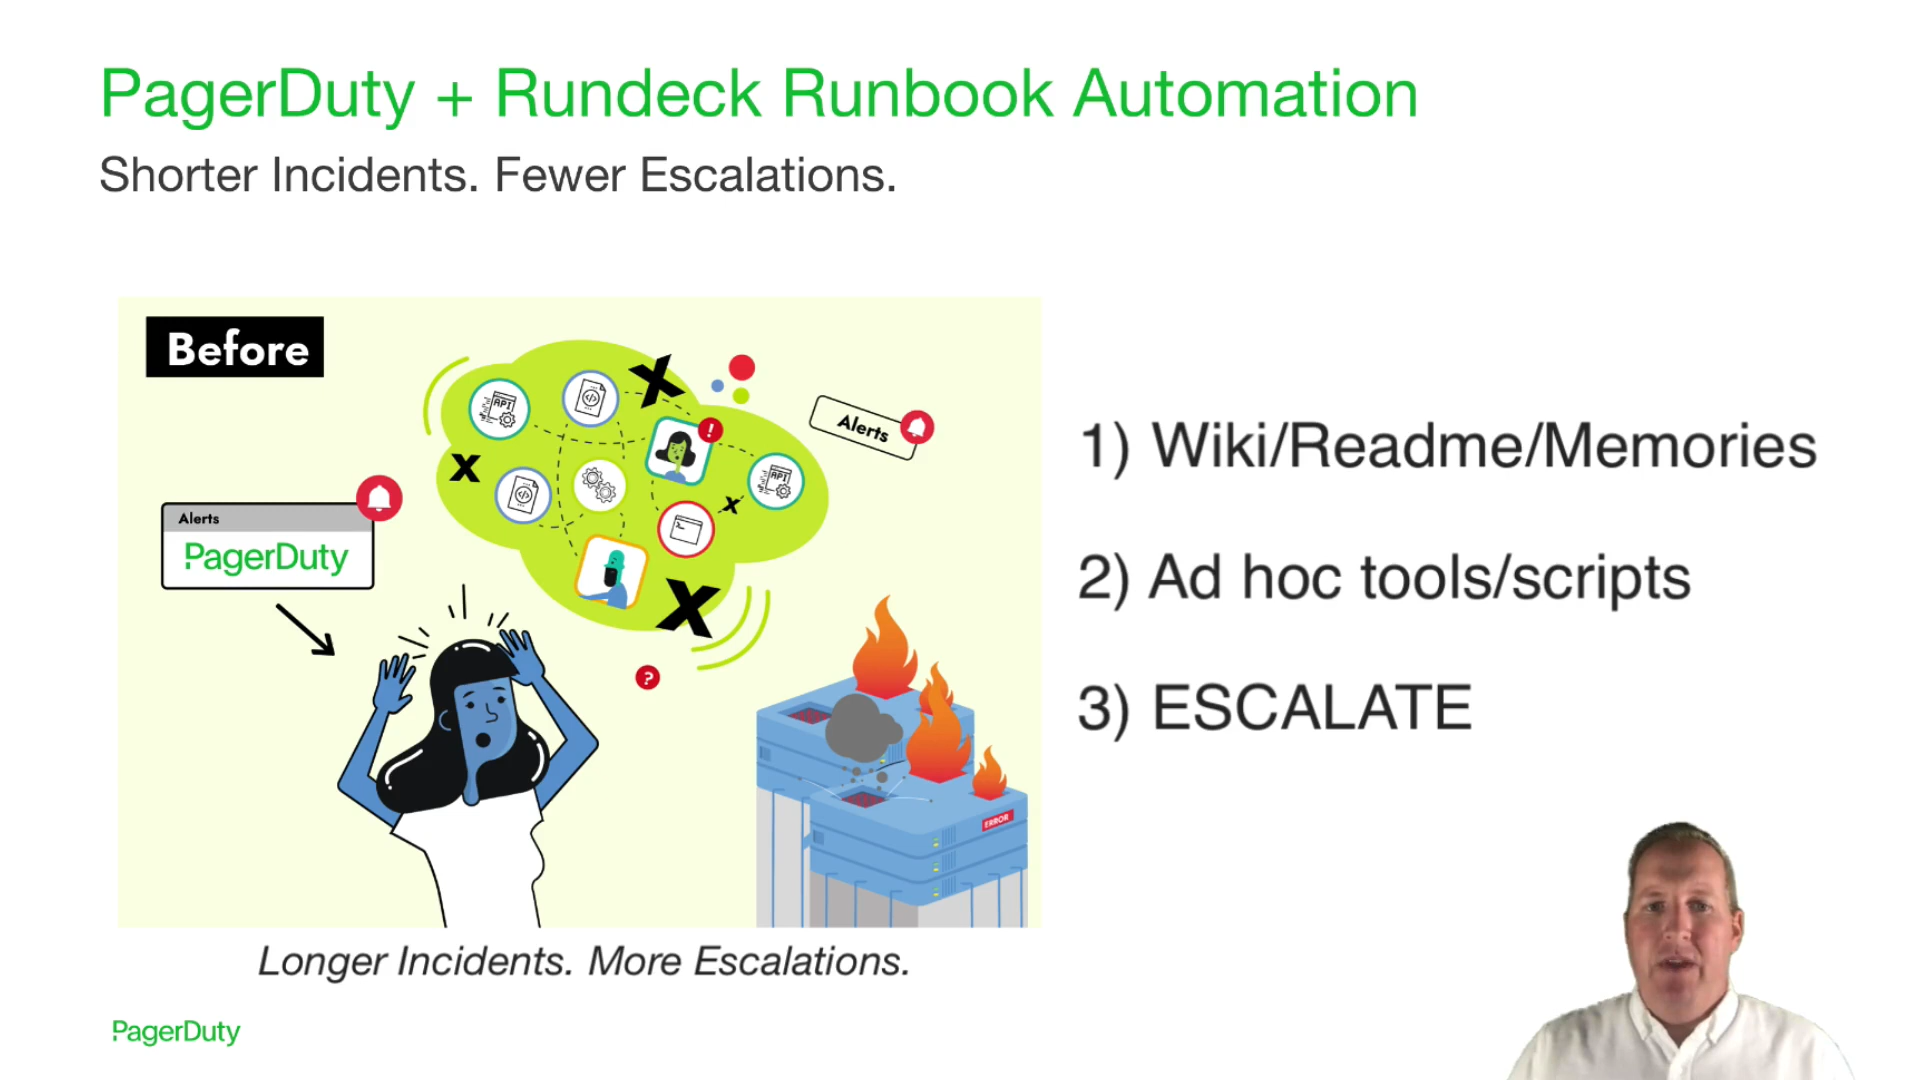 PagerDuty + Rundeck Runbook Automation
Shorter Incidents. Fewer Escalations.
Before
API
Alerts
API
Alerts
PagerDuty
ERROR
1) Wiki/Readme/Memories
2) Ad hoc tools/scripts
3) ESCALATE
Longer Incidents. More Escalations.
PagerDuty